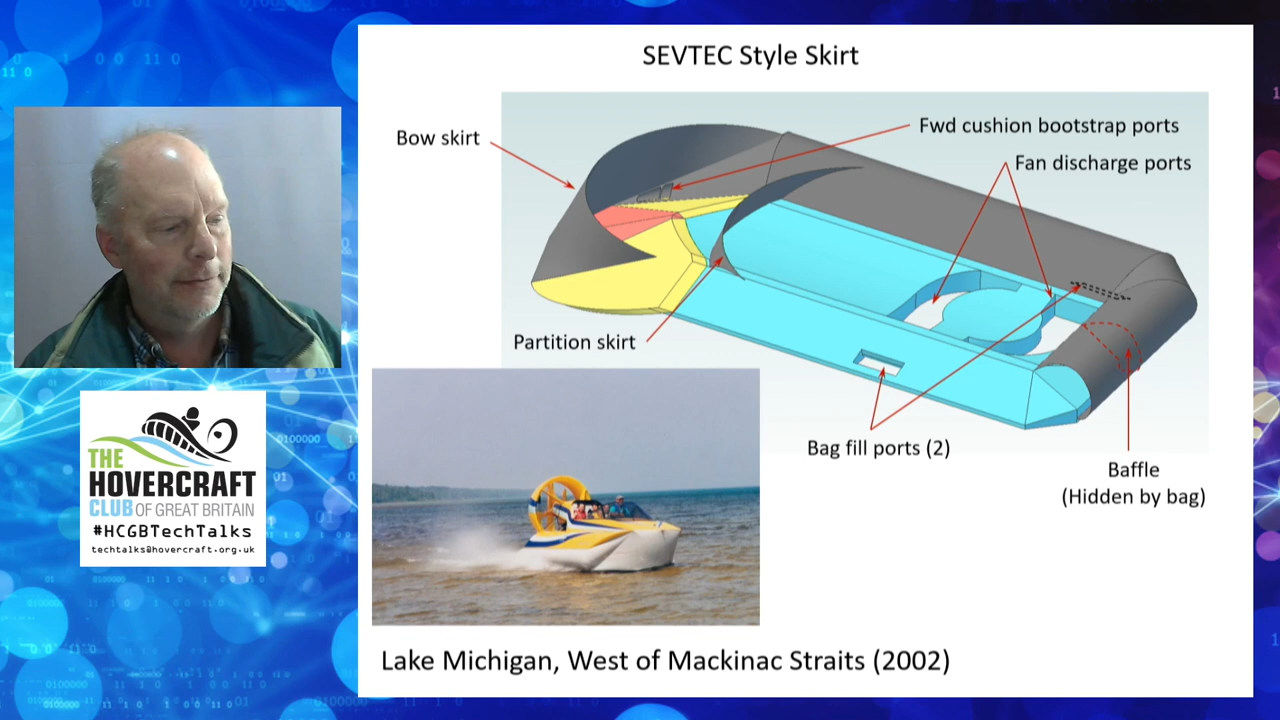 SEVTEC Style Skirt
Bow skirt
Fwd cushion bootstrap ports
Fan discharge ports
Partition skirt
Bag fill ports (2)
Baffle
(Hidden by bag)
Lake Michigan, West of Mackinac Straits (2002)
THE
HOVERCRAFT
CLUB OF GREAT BRITAIN
#HCGBTechTalks
techtalks@hovercraft.org.uk